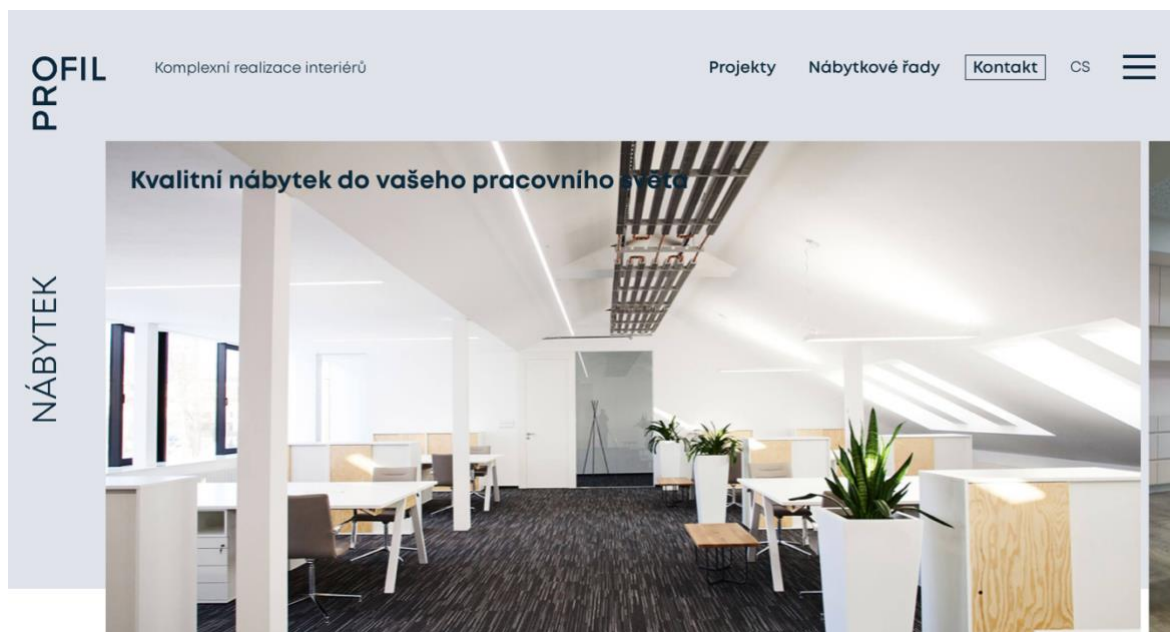 PROFIL
Komplexní realizace interiérů
Projekty
Nábytkové řady
Kontakt
CS
Kvalitní nábytek do vašeho pracovního světa
NÁBYTEK